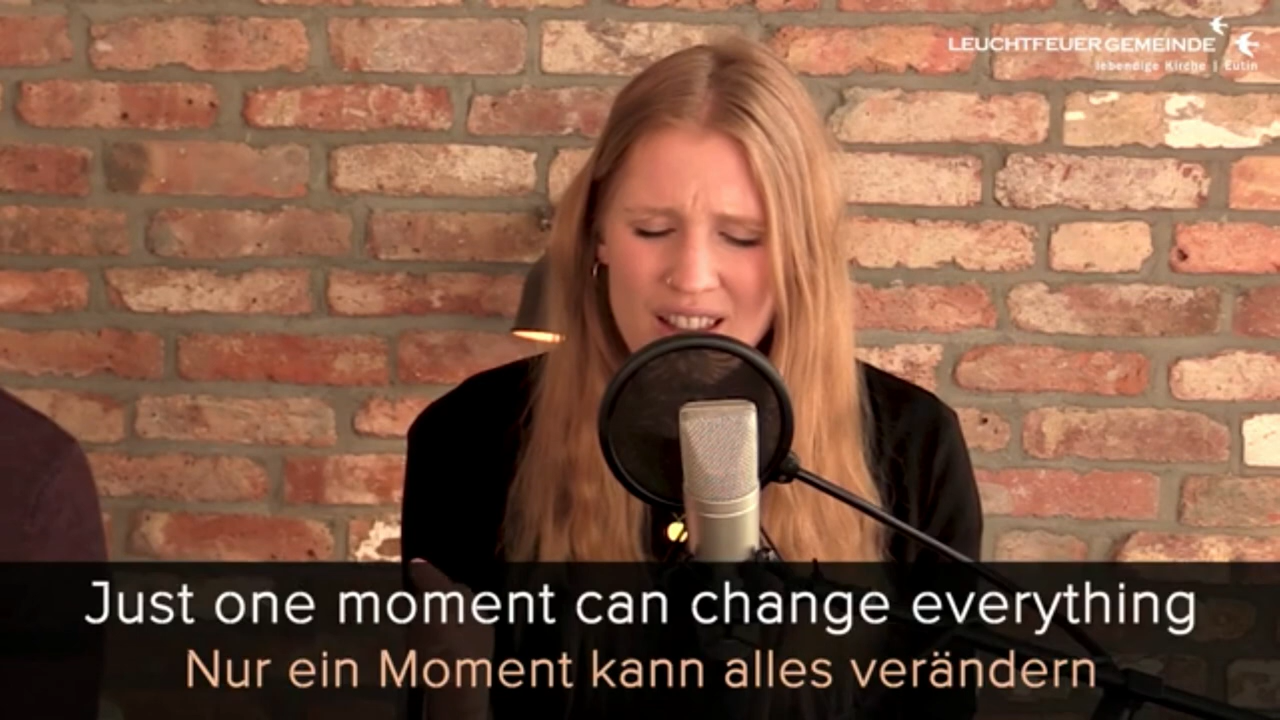 LEUCHTFEUERGEMEINDE
lebendige Kirche | Eutin
Just one moment can change everything
Nur ein Moment kann alles verändern